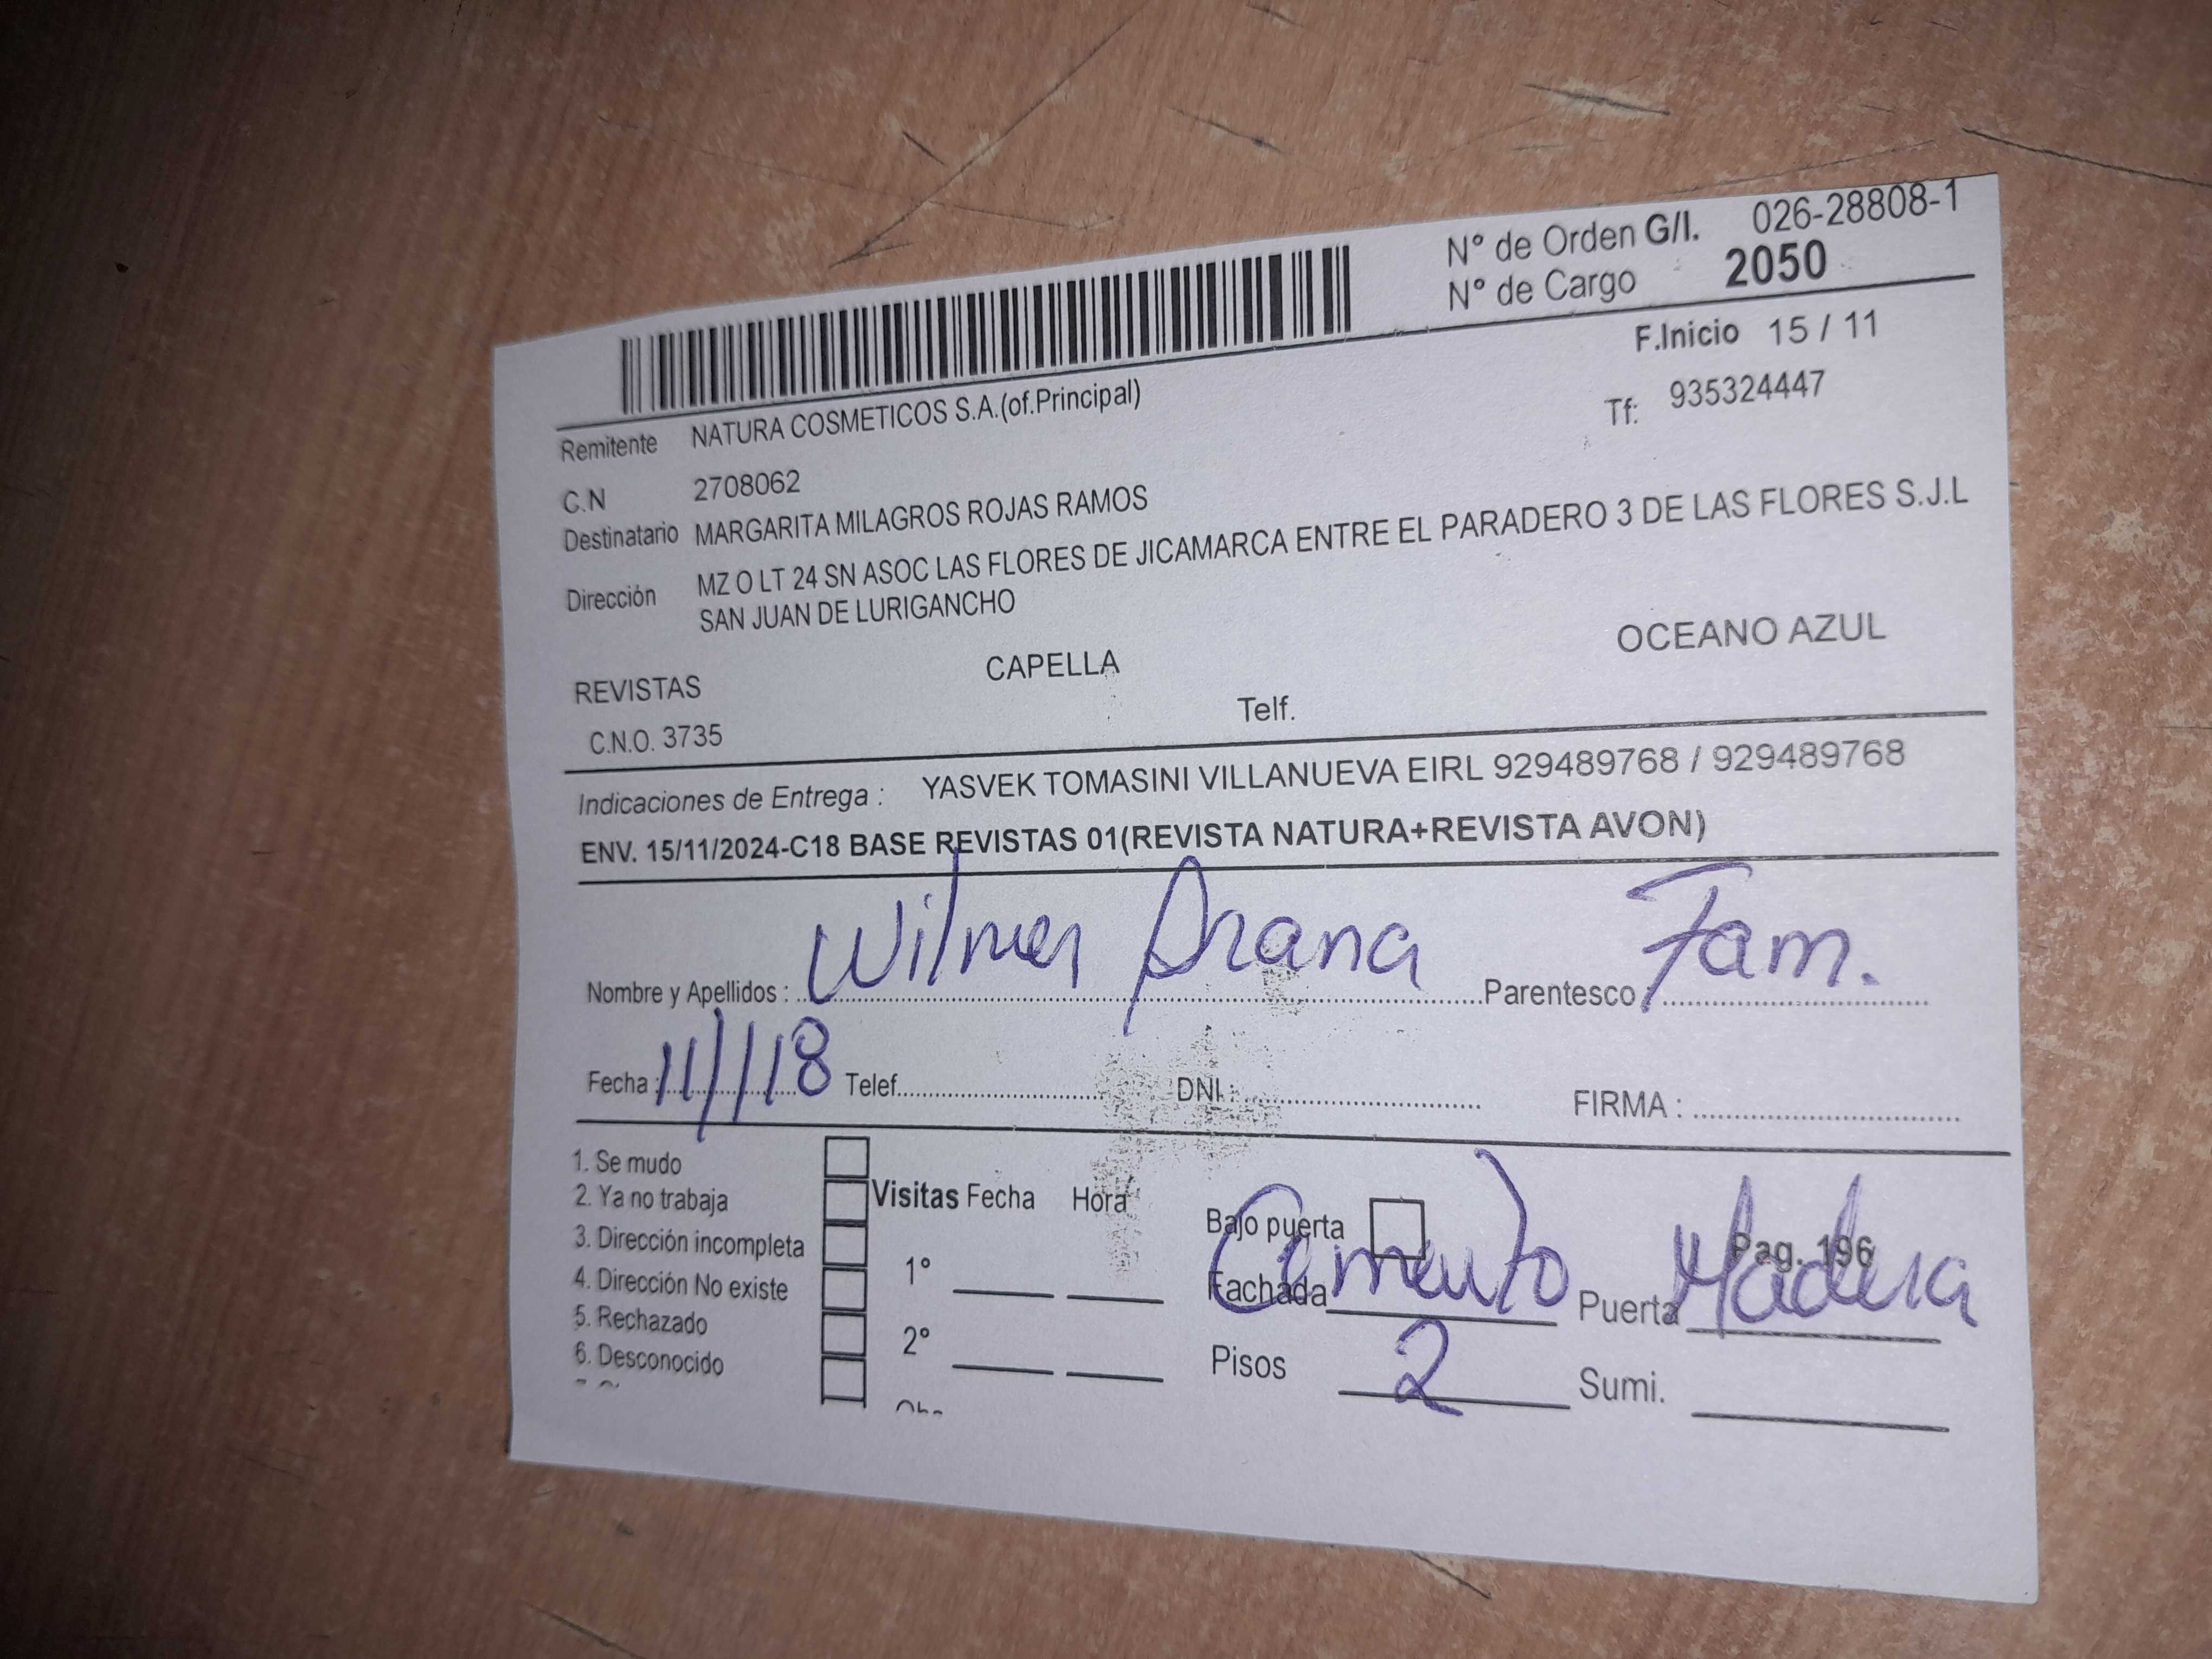 N° de Orden G/I. 026-28808-1
N° de Cargo 2050
F.Inicio 15 / 11
Remitente NATURA COSMETICOS S.A.(of.Principal)
Tf: 935324447
C.N 2708062
Destinatario MARGARITA MILAGROS ROJAS RAMOS
Dirección MZ O LT 24 SN ASOC LAS FLORES DE JICAMARCA ENTRE EL PARADERO 3 DE LAS FLORES S.J.L
SAN JUAN DE LURIGANCHO
REVISTAS CAPELLA OCEANO AZUL
C.N.O. 3735 Telf.
Indicaciones de Entrega : YASVEK TOMASINI VILLANUEVA EIRL 929489768 / 929489768
ENV. 15/11/2024-C18 BASE REVISTAS 01(REVISTA NATURA+REVISTA AVON)
Nombre y Apellidos : Wilmer Arana Parentesco : Fam.
Fecha : 11/118 Telef. DNI : FIRMA :
1. Se mudo
2. Ya no trabaja
3. Dirección incompleta
4. Dirección No existe
5. Rechazado
6. Desconocido
Visitas Fecha Hora
1°
2°
Bajo puerta
Pag. 196
Fachada Cemento Puerta Madera
Pisos 2 Sumi.